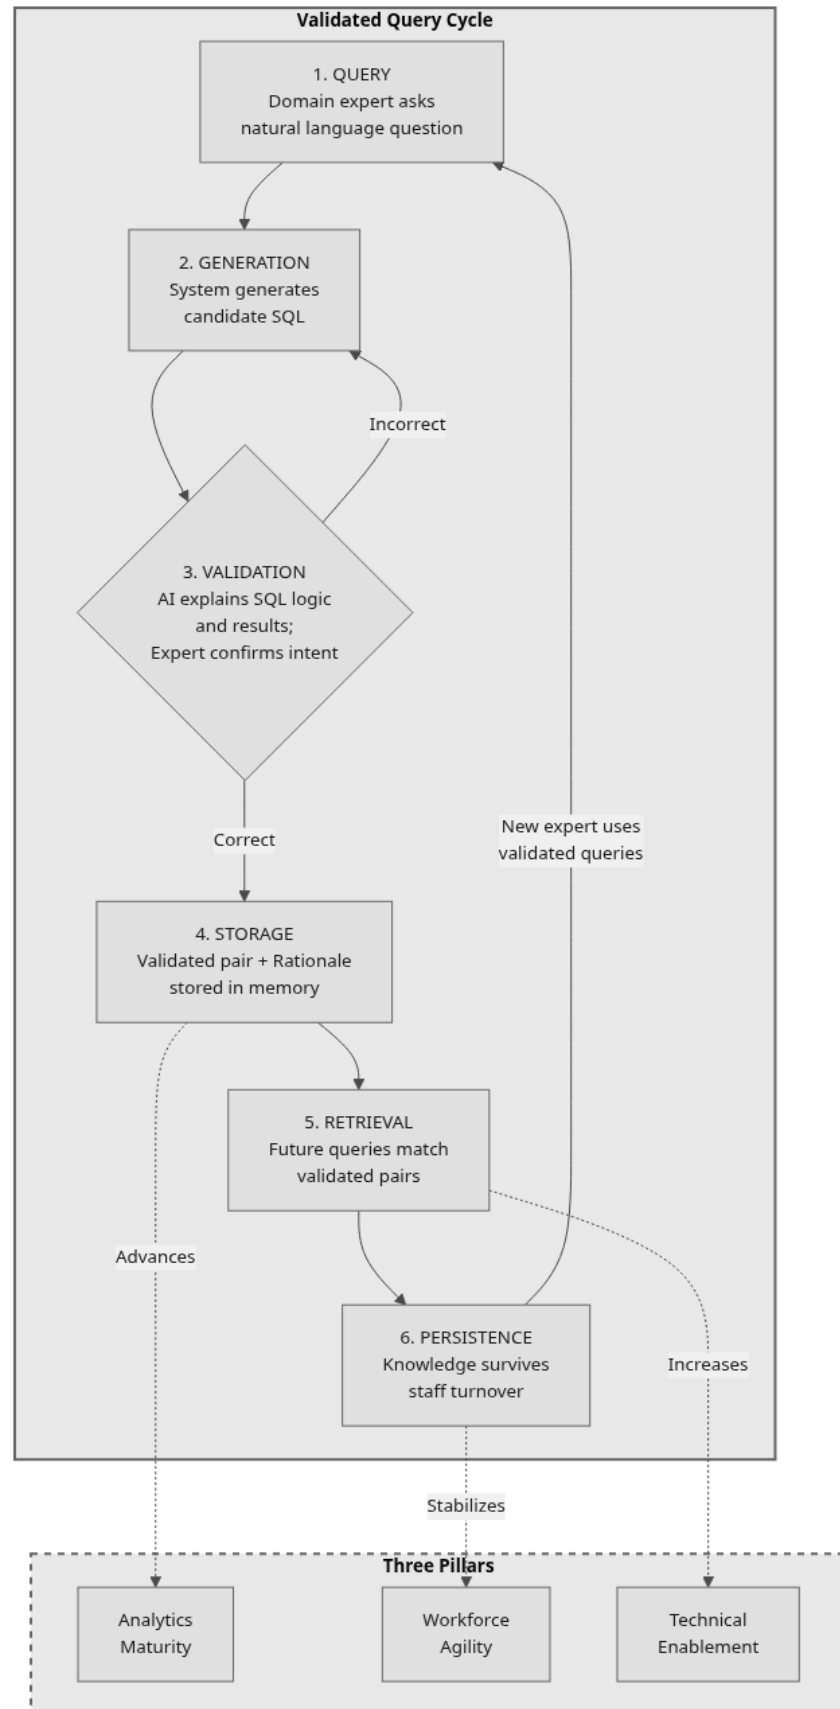 Validated Query Cycle
1. QUERY
Domain expert asks
natural language question
2. GENERATION
System generates
candidate SQL
Incorrect
3. VALIDATION
AI explains SQL logic
and results;
Expert confirms intent
Correct
New expert uses
validated queries
4. STORAGE
Validated pair + Rationale
stored in memory
5. RETRIEVAL
Future queries match
validated pairs
Advances
6. PERSISTENCE
Knowledge survives
staff turnover
Increases
Stabilizes
Three Pillars
Analytics
Maturity
Workforce
Agility
Technical
Enablement